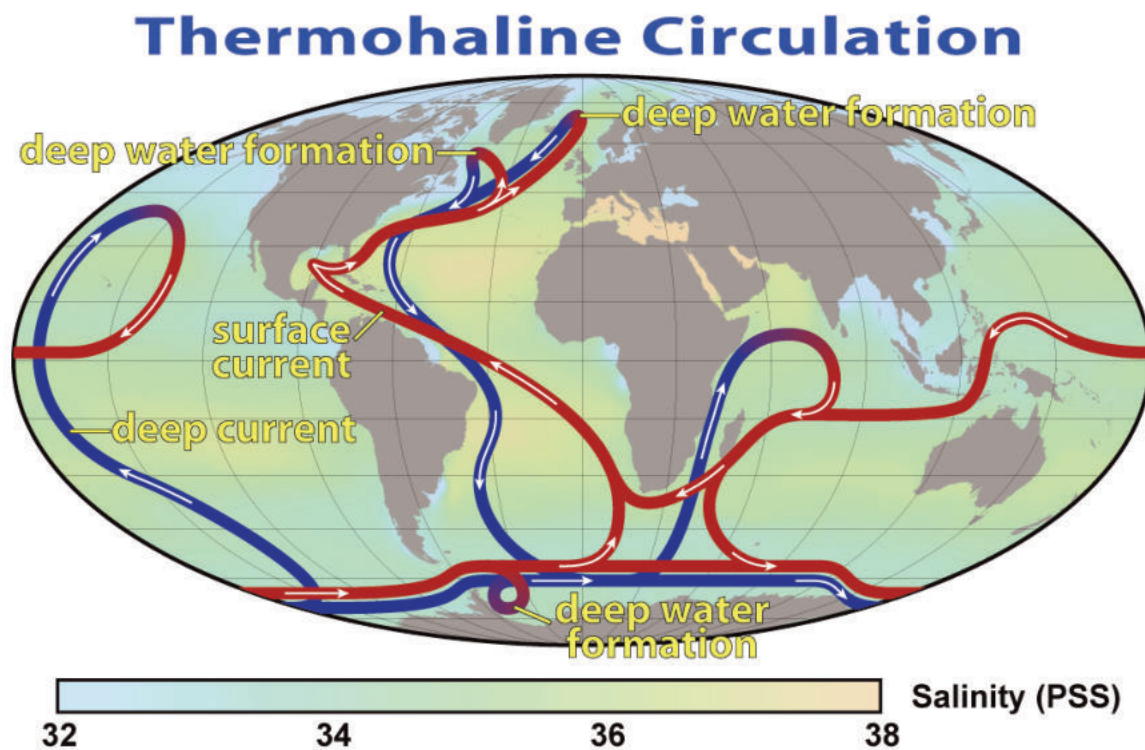 Thermohaline Circulation
deep water formation
deep water formation
surface
current
deep current
deep water
formation
32
34
36
38
Salinity (PSS)